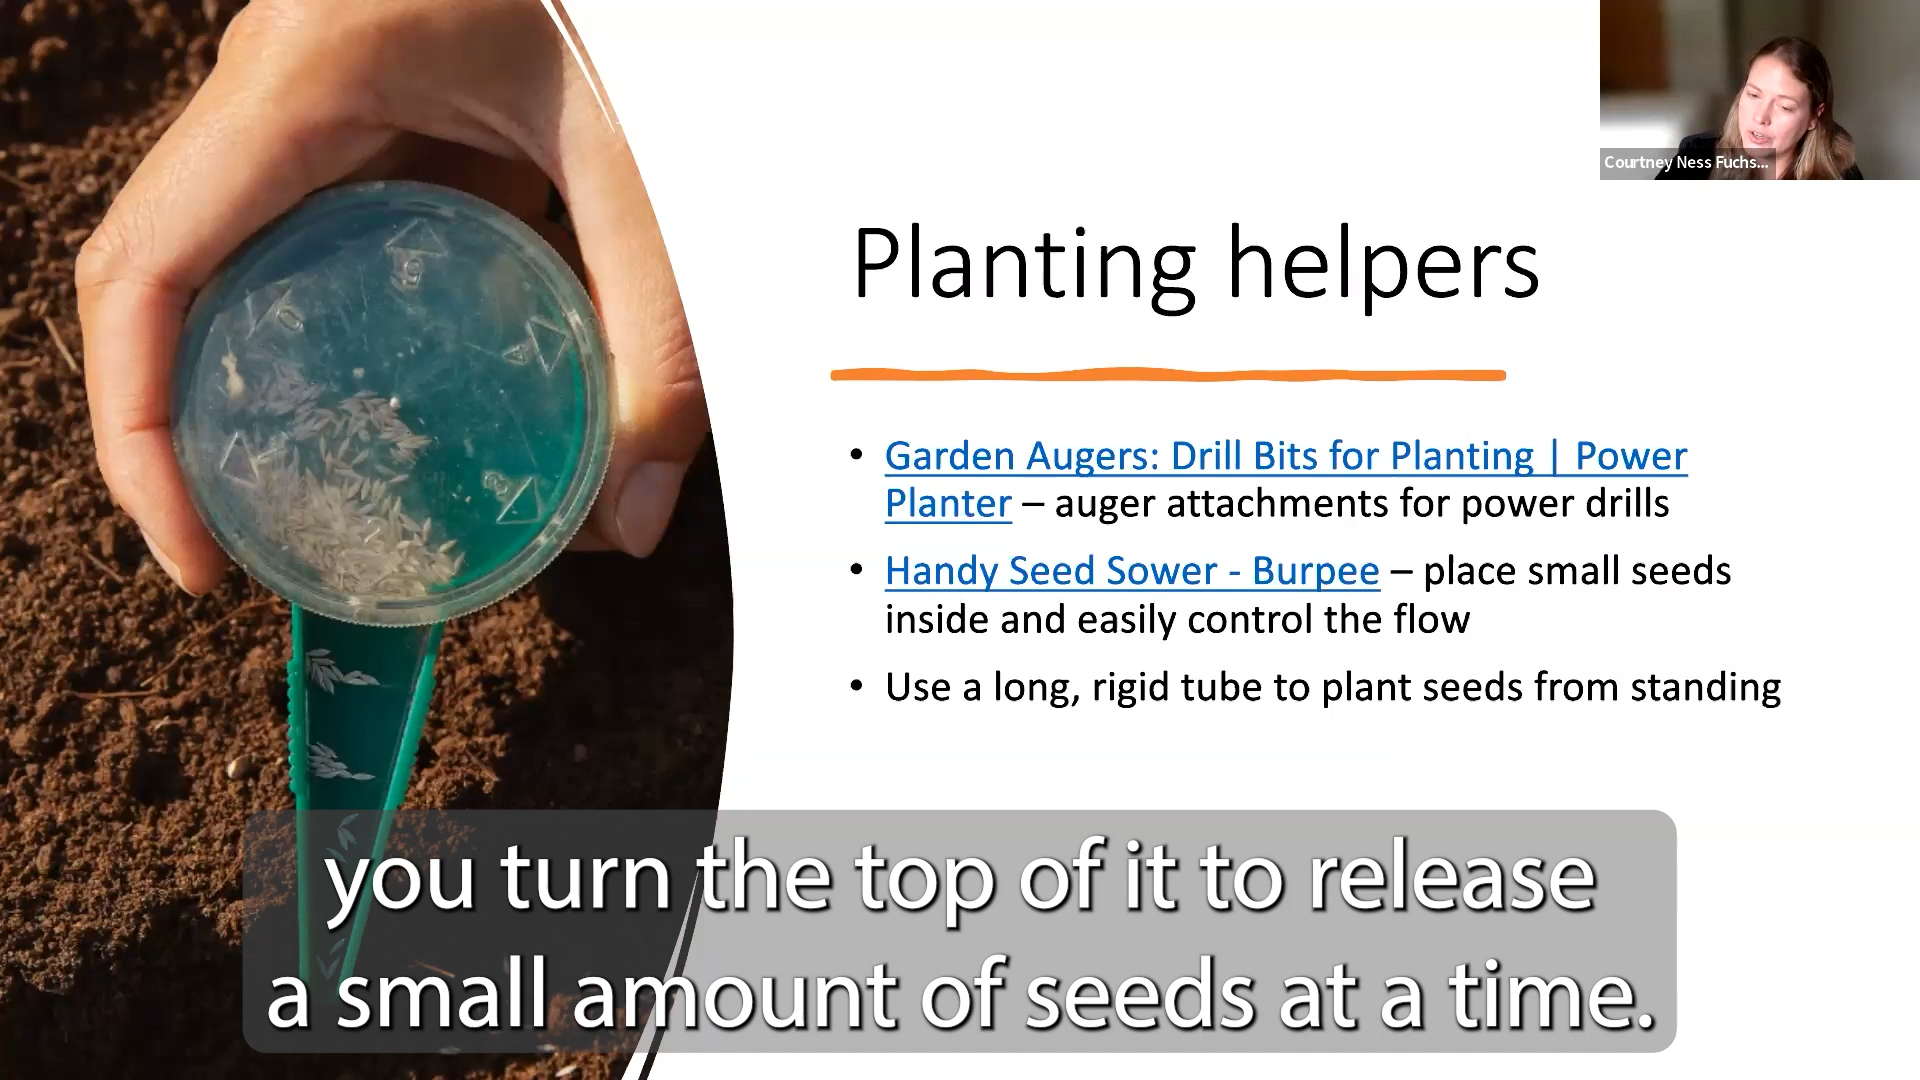 Courtney Ness Fuchs...
Planting helpers
• Garden Augers: Drill Bits for Planting | Power
Planter – auger attachments for power drills
• Handy Seed Sower - Burpee – place small seeds
inside and easily control the flow
• Use a long, rigid tube to plant seeds from standing
you turn the top of it to release
a small amount of seeds at a time.